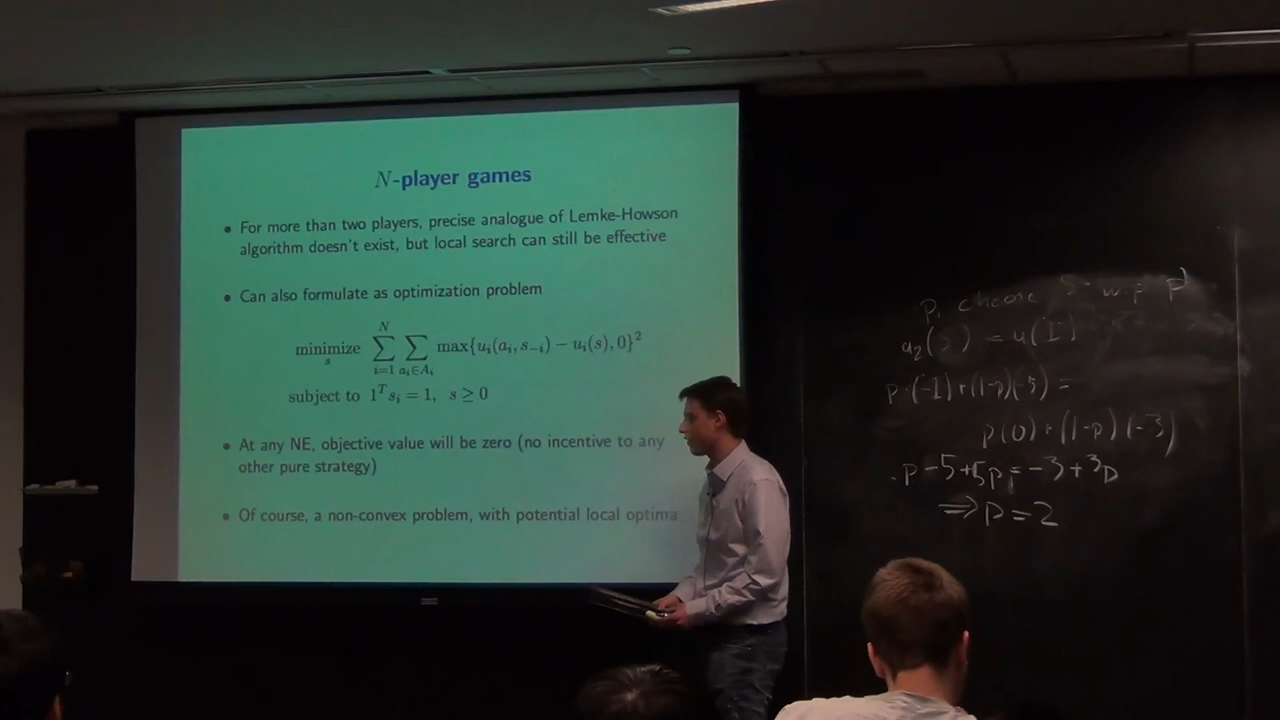 N-player games
• For more than two players, precise analogue of Lemke-Howson
algorithm doesn't exist, but local search can still be effective
• Can also formulate as optimization problem
minimize_s ∑_{i=1}^{N} ∑_{a_i∈A_i} max{u_i(a_i, s_{−i}) − u_i(s), 0}²
subject to 1^T s_i = 1, s ≥ 0
• At any NE, objective value will be zero (no incentive to any
other pure strategy)
• Of course, a non-convex problem, with potential local optima
P, choose S w.p p
= u(I)
p·(-1)+(1-p)(-5) =
p(0)+(1-p)(-3)
-p-5+5p=-3+3p
⇒p=2